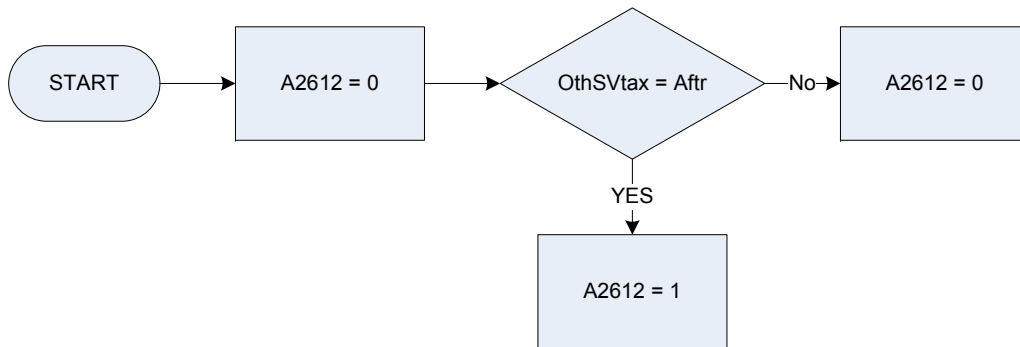 START
A2612 = 0
OthSVtax = Aftr
No
A2612 = 0
YES
A2612 = 1